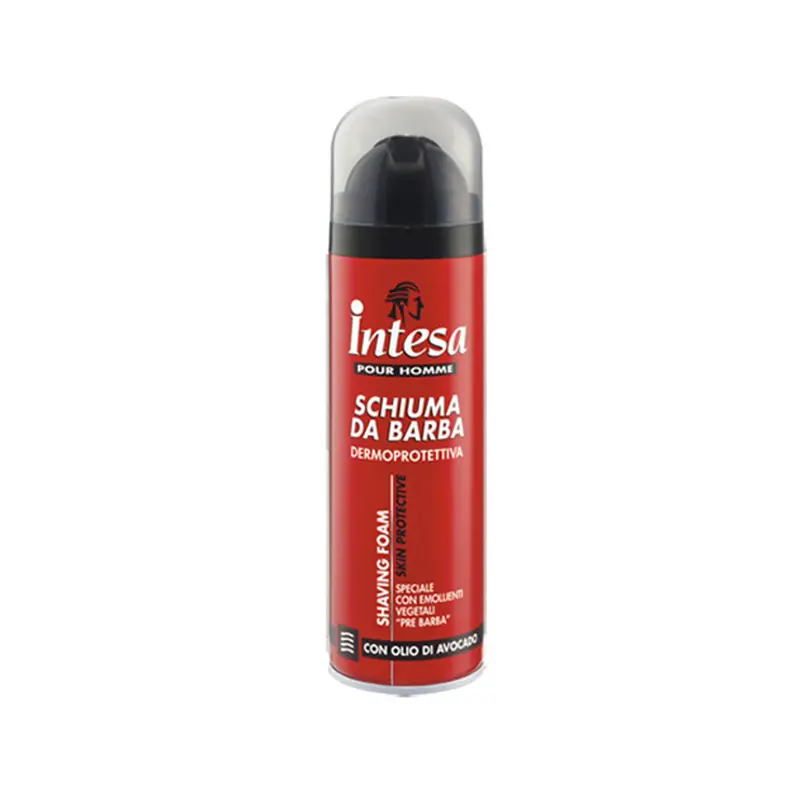 intesa
POUR HOMME
SCHIUMA
DA BARBA
DERMOPROTETTIVA
SHAVING FOAM
SKIN PROTECTIVE
SPECIALE
CON EMOLLIENTI
VEGETALI
"PRE BARBA"
CON OLIO DI AVOCADO